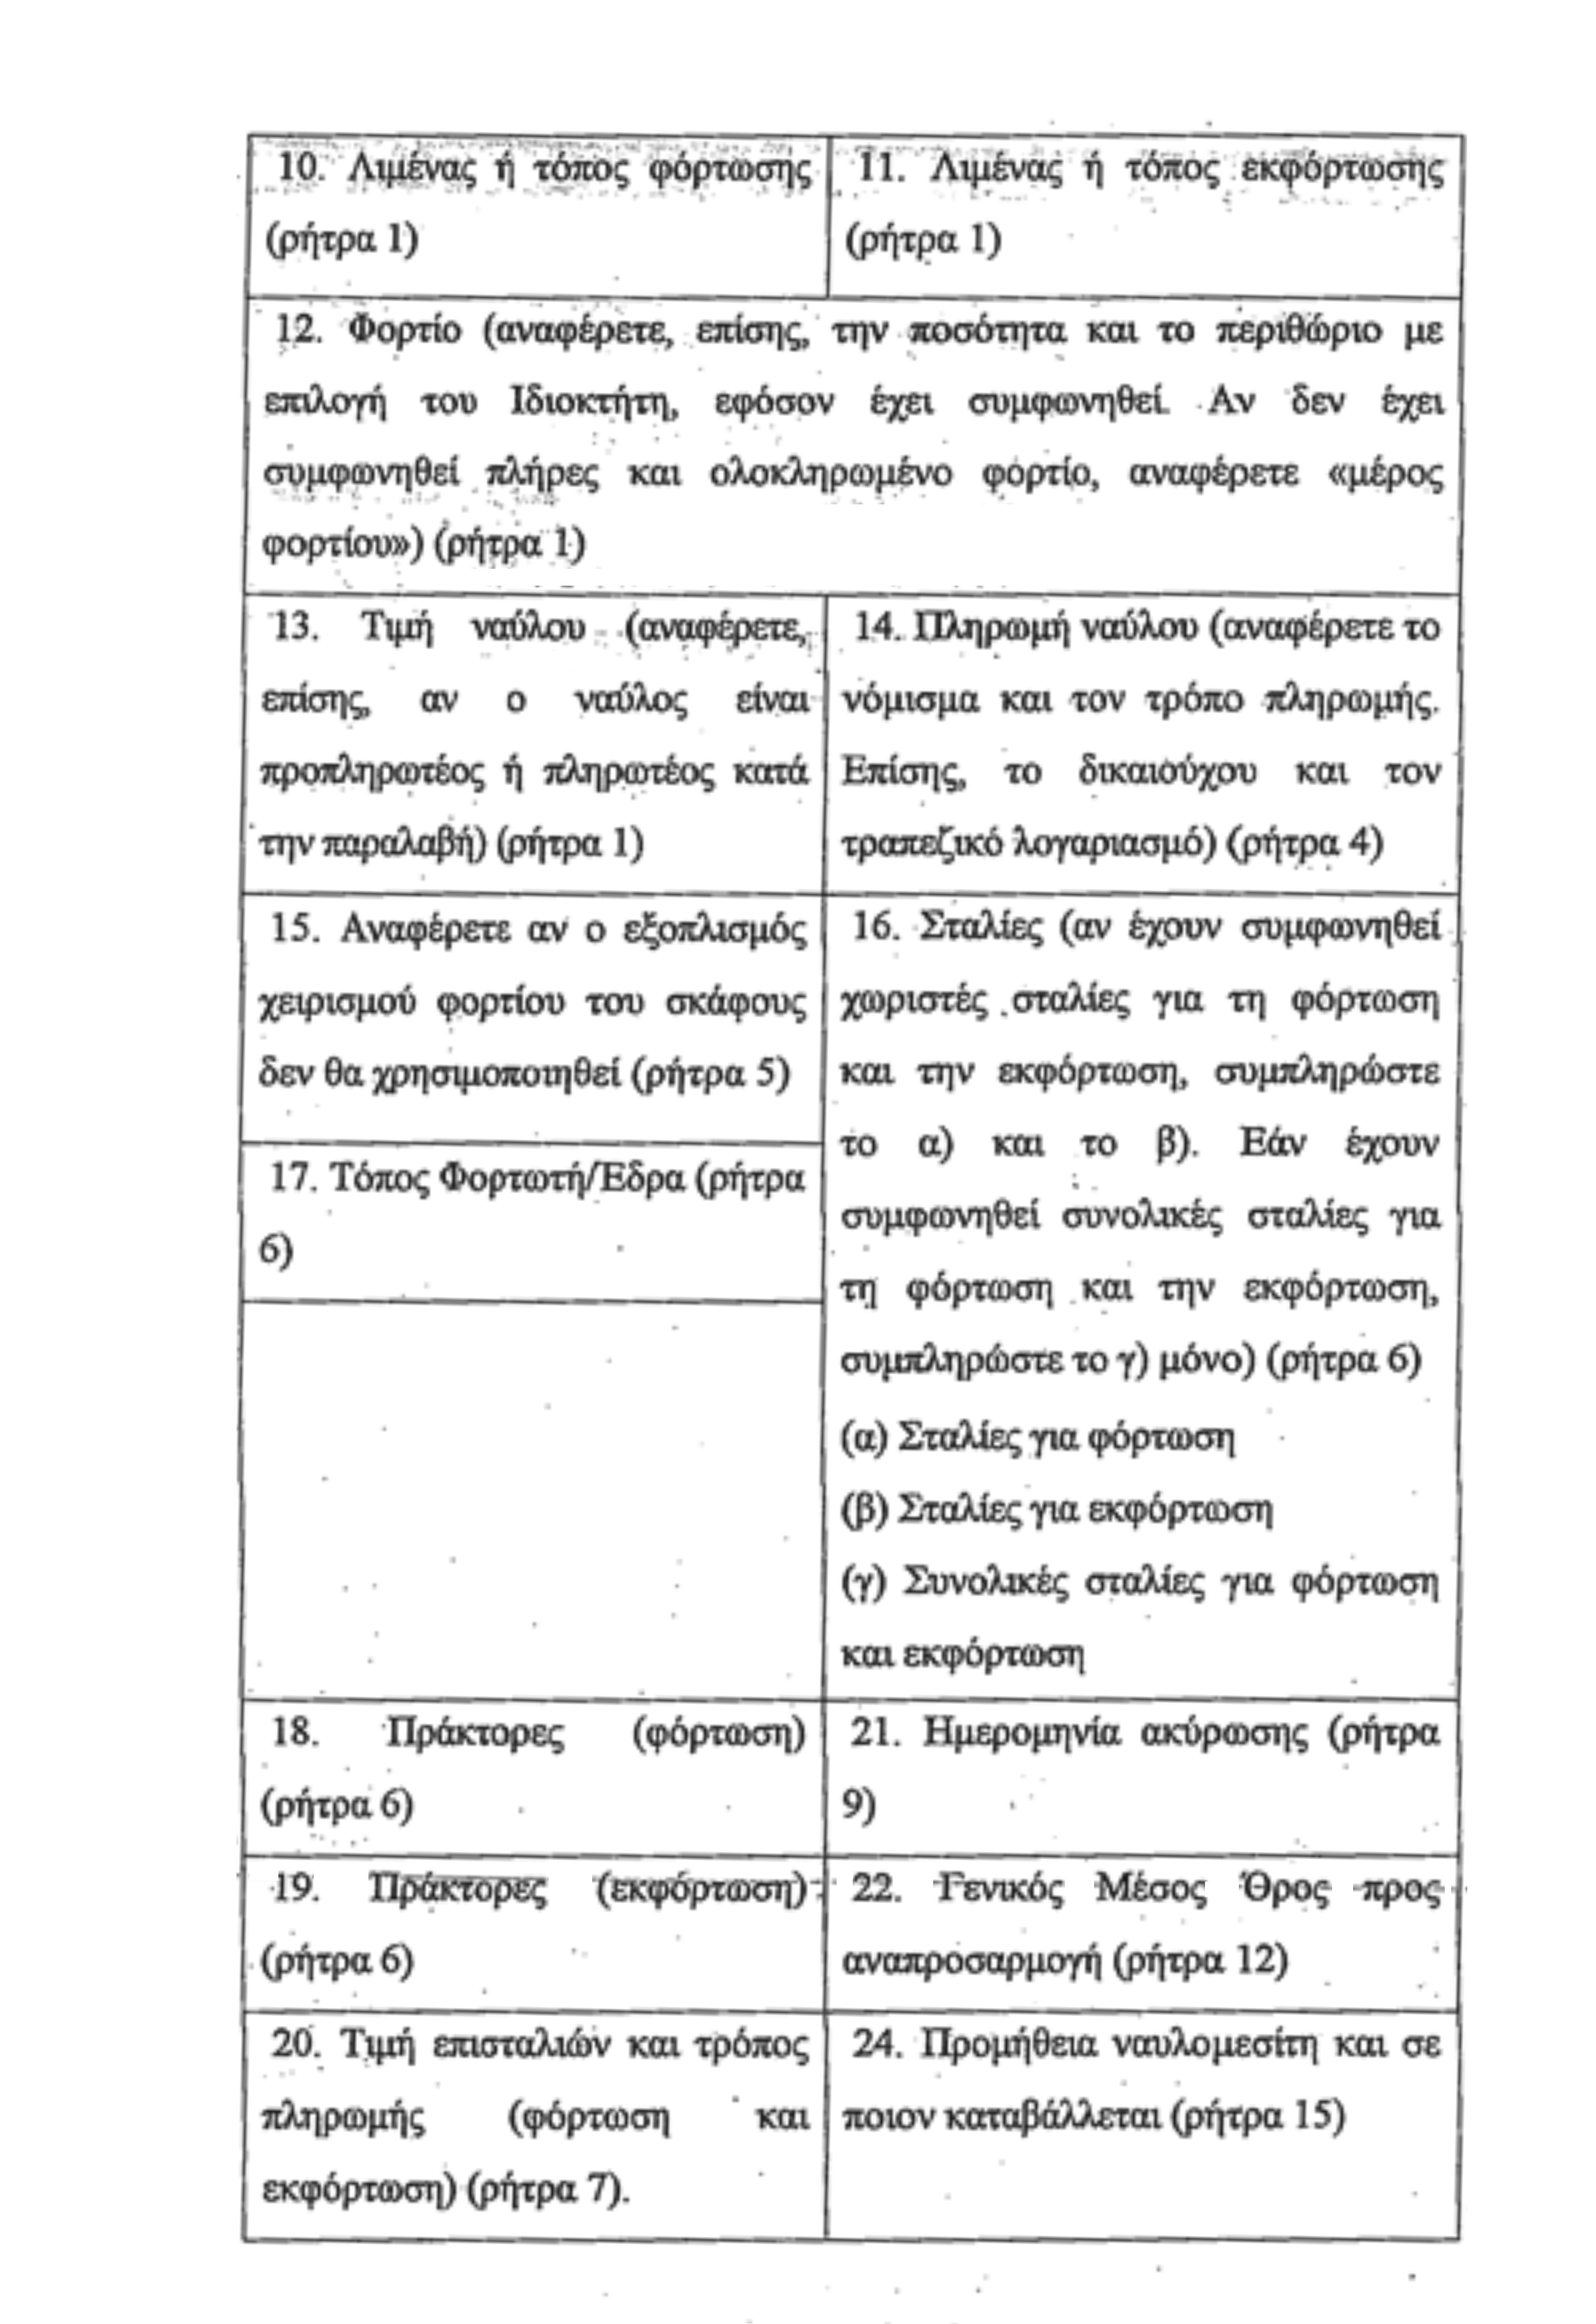 10. Λιμένας ή τόπος φόρτωσης
(ρήτρα 1)
11. Λιμένας ή τόπος εκφόρτωσης
(ρήτρα 1)
12. Φορτίο (αναφέρετε, επίσης, την ποσότητα και το περιθώριο με
επιλογή του Ιδιοκτήτη, εφόσον έχει συμφωνηθεί. Αν δεν έχει
συμφωνηθεί πλήρες και ολοκληρωμένο φορτίο, αναφέρετε «μέρος
φορτίου») (ρήτρα 1)
13. Τιμή ναύλου (αναφέρετε,
επίσης, αν ο ναύλος είναι
προπληρωτέος ή πληρωτέος κατά
την παραλαβή) (ρήτρα 1)
14. Πληρωμή ναύλου (αναφέρετε το
νόμισμα και τον τρόπο πληρωμής.
Επίσης, το δικαιούχου και τον
τραπεζικό λογαριασμό) (ρήτρα 4)
15. Αναφέρετε αν ο εξοπλισμός
χειρισμού φορτίου του σκάφους
δεν θα χρησιμοποιηθεί (ρήτρα 5)
17. Τόπος Φορτωτή/Έδρα (ρήτρα
6)
16. Σταλίες (αν έχουν συμφωνηθεί
χωριστές σταλίες για τη φόρτωση
και την εκφόρτωση, συμπληρώστε
το α) και το β). Εάν έχουν
συμφωνηθεί συνολικές σταλίες για
τη φόρτωση και την εκφόρτωση,
συμπληρώστε το γ) μόνο) (ρήτρα 6)
(α) Σταλίες για φόρτωση
(β) Σταλίες για εκφόρτωση
(γ) Συνολικές σταλίες για φόρτωση
και εκφόρτωση
18. Πράκτορες (φόρτωση)
(ρήτρα 6)
21. Ημερομηνία ακύρωσης (ρήτρα
9)
19. Πράκτορες (εκφόρτωση)
(ρήτρα 6)
22. Γενικός Μέσος Όρος προς
αναπροσαρμογή (ρήτρα 12)
20. Τιμή επισταλιών και τρόπος
πληρωμής (φόρτωση και
εκφόρτωση) (ρήτρα 7).
24. Προμήθεια ναυλομεσίτη και σε
ποιον καταβάλλεται (ρήτρα 15)